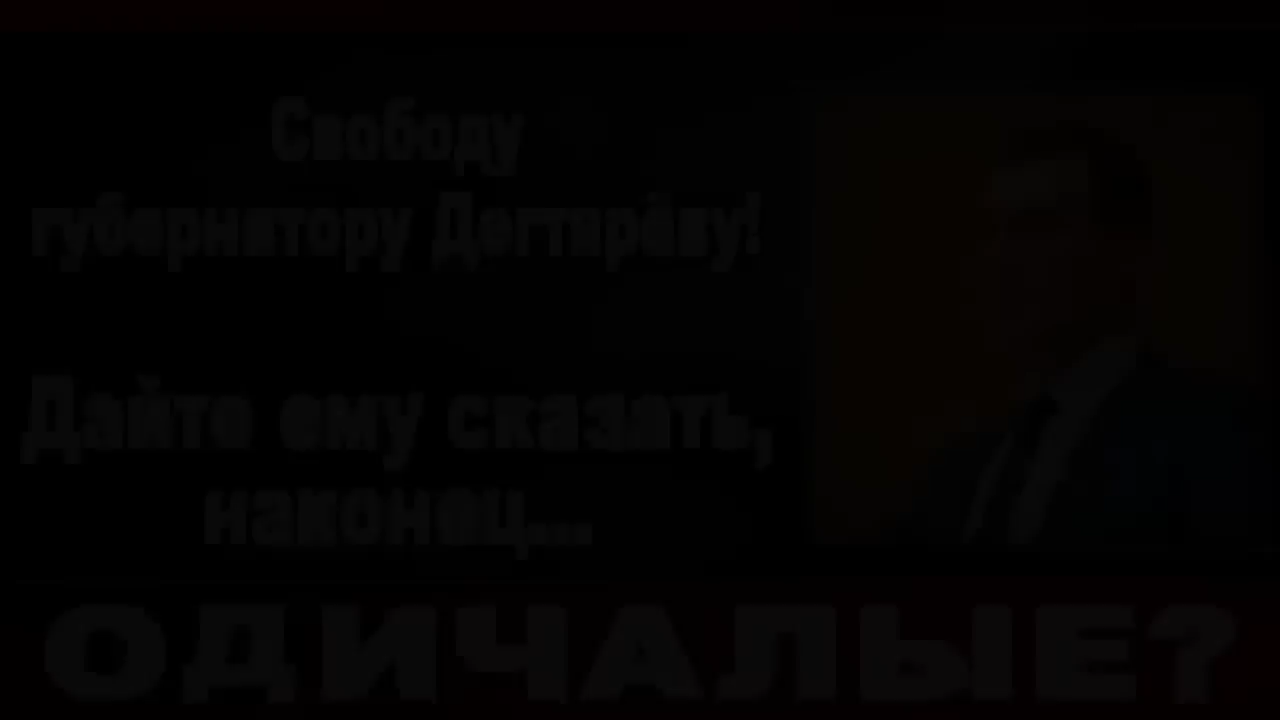 Свободу
губернатору Дегтярёву!
Дайте ему сказать,
наконец...
ОДИЧАЛЫЕ?